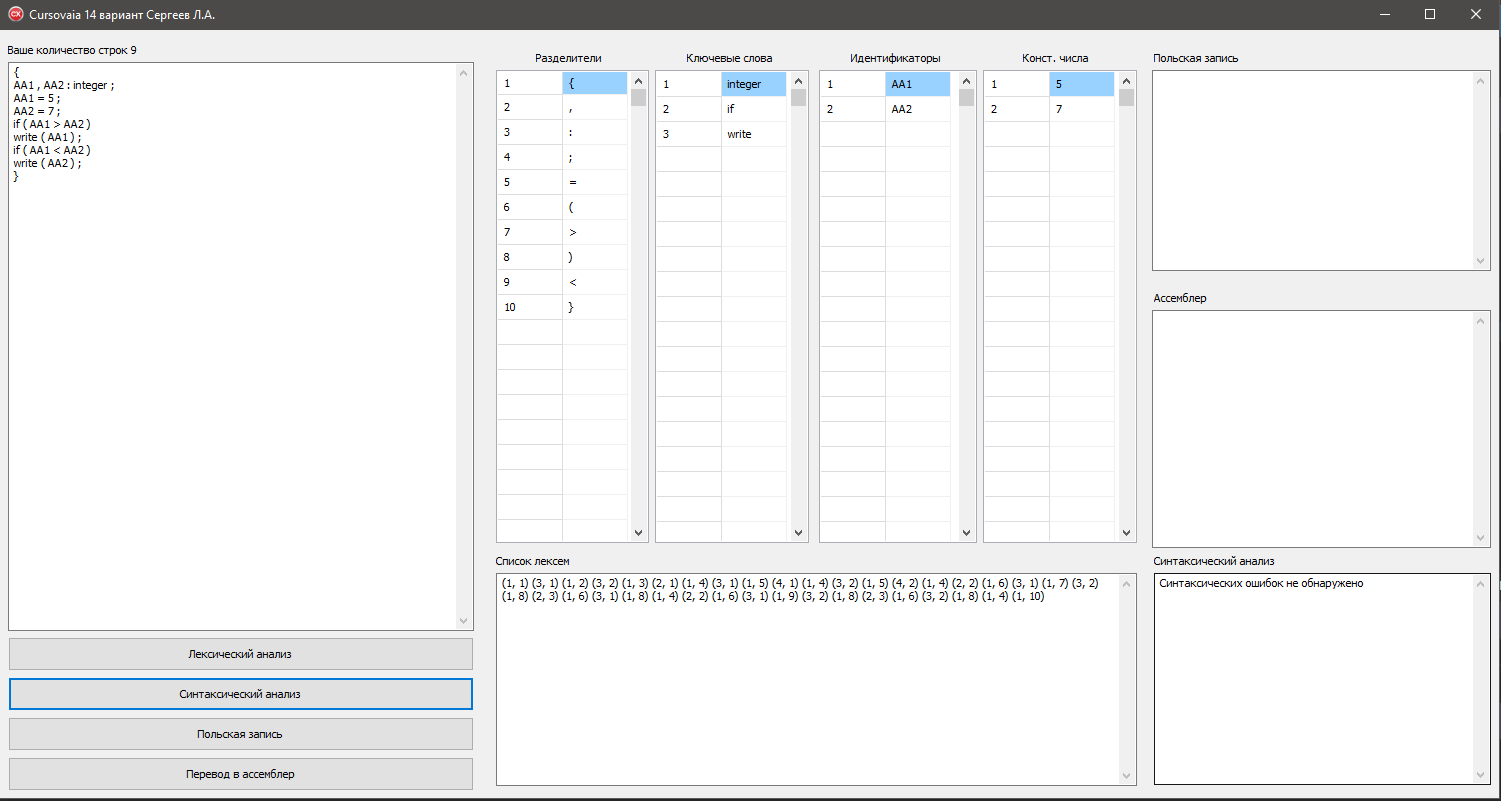 Cursovaia 14 вариант Сергеев Л.А.
Ваше количество строк 9
{
AA1 , AA2 : integer ;
AA1 = 5 ;
AA2 = 7 ;
if ( AA1 > AA2 )
write ( AA1 ) ;
if ( AA1 < AA2 )
write ( AA2 ) ;
}
Лексический анализ
Синтаксический анализ
Польская запись
Перевод в ассемблер
Разделители
1 {
2 ,
3 :
4 ;
5 =
6 (
7 >
8 )
9 <
10 }
Ключевые слова
1 integer
2 if
3 write
Идентификаторы
1 AA1
2 AA2
Конст. числа
1 5
2 7
Список лексем
(1, 1) (3, 1) (1, 2) (3, 2) (1, 3) (2, 1) (1, 4) (3, 1) (1, 5) (4, 1) (1, 4) (3, 2) (1, 5) (4, 2) (1, 4) (2, 2) (1, 6) (3, 1) (1, 7) (3, 2)
(1, 8) (2, 3) (1, 6) (3, 1) (1, 8) (1, 4) (2, 2) (1, 6) (3, 1) (1, 9) (3, 2) (1, 8) (2, 3) (1, 6) (3, 2) (1, 8) (1, 4) (1, 10)
Польская запись
Ассемблер
Синтаксический анализ
Синтаксических ошибок не обнаружено